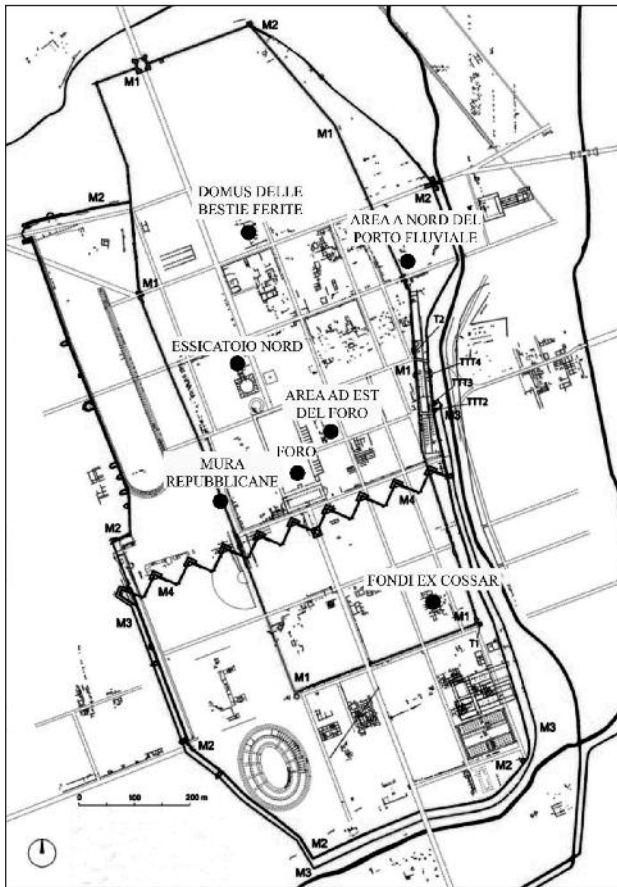 M2
M1
M1
M2
M2
DOMUS DELLE
BESTIE FERITE
AREA A NORD DEL
PORTO FLUVIALE
M1
T2
ESSICATOIO NORD
M1
TTT4
TTT3
M3
TTT2
AREA AD EST
DEL FORO
FORO
MURA
REPUBBLICANE
M4
M2
M4
M3
FONDI EX COSSAR
M1
T1
M1
M3
M2
M2
0 100 200 m
M2
M3